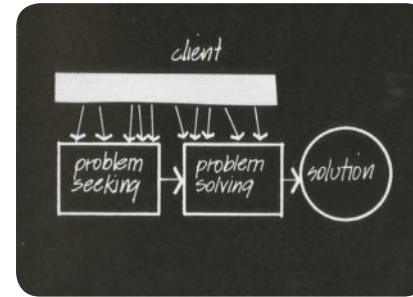 client
problem
seeking
problem
solving
solution